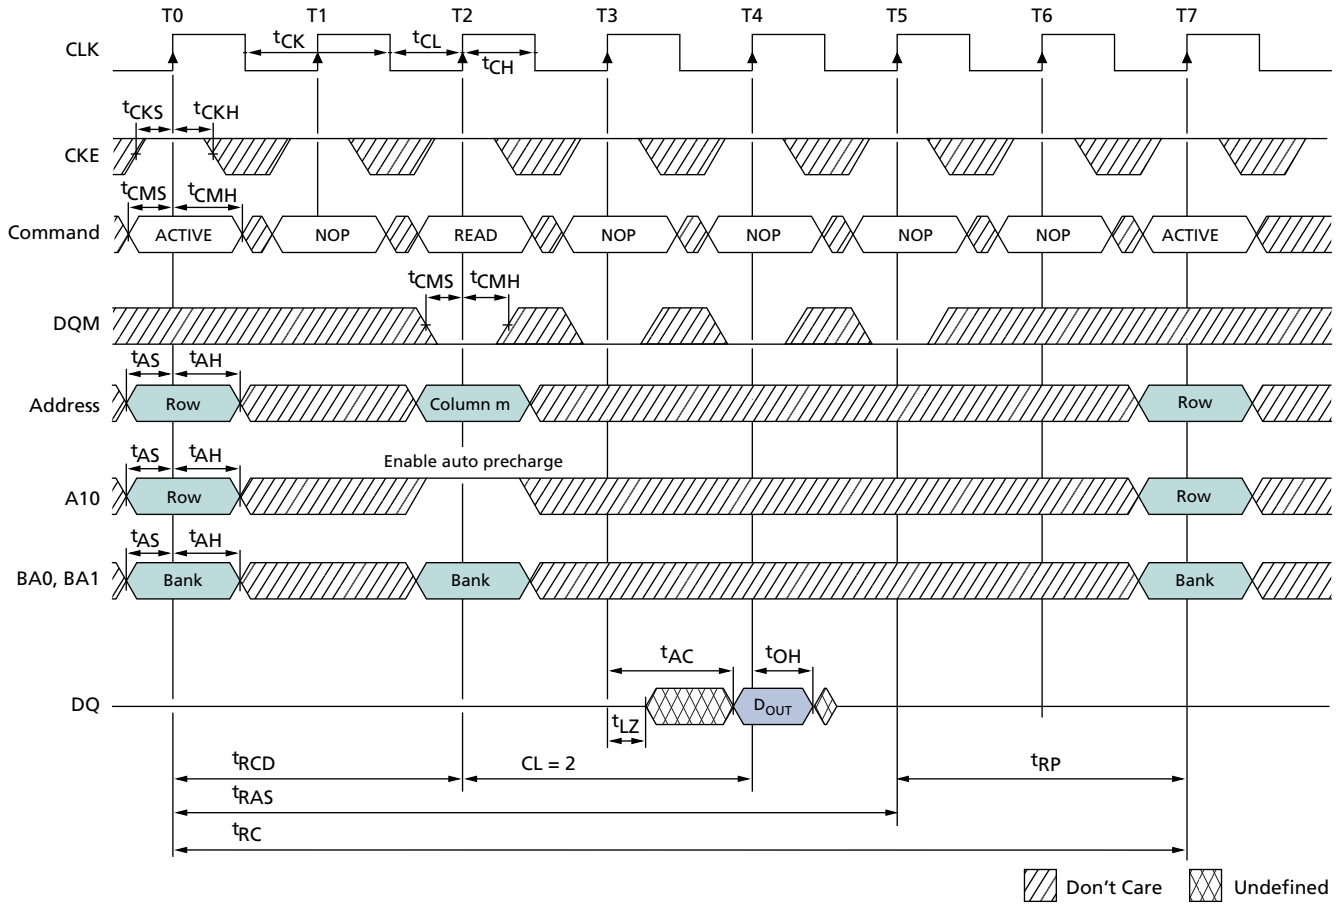 T0 T1 T2 T3 T4 T5 T6 T7
CLK
tCK tCL
tCH
tCKS tCKH
CKE
tCMS tCMH
Command ACTIVE NOP READ NOP NOP NOP NOP ACTIVE
tCMS tCMH
DQM
tAS tAH
Address Row Column m Row
tAS tAH
Enable auto precharge
A10 Row Row
tAS tAH
BA0, BA1 Bank Bank Bank
tAC tOH
DQ DOUT
tLZ
tRCD CL = 2 tRP
tRAS
tRC
Don't Care Undefined